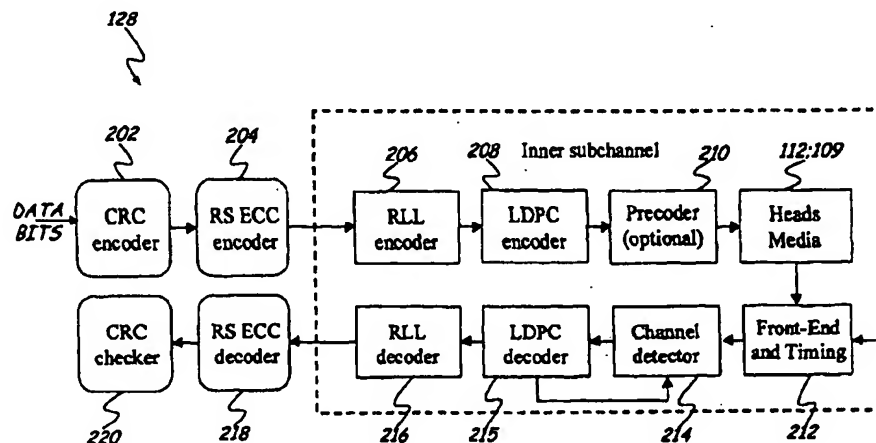 128
202
204
206
208
Inner subchannel
210
112;109
DATA
BITS
CRC
encoder
RS ECC
encoder
RLL
encoder
LDPC
encoder
Precoder
(optional)
Heads
Media
CRC
checker
RS ECC
decoder
RLL
decoder
LDPC
decoder
Channel
detector
Front-End
and Timing
220
218
216
215
214
212